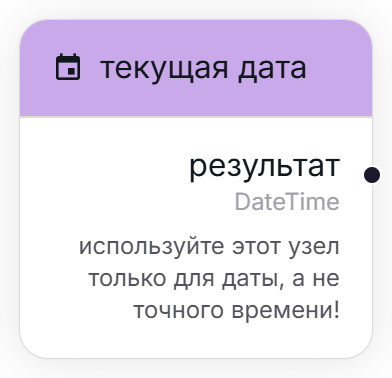 текущая дата
результат
DateTime
используйте этот узел
только для даты, а не
точного времени!